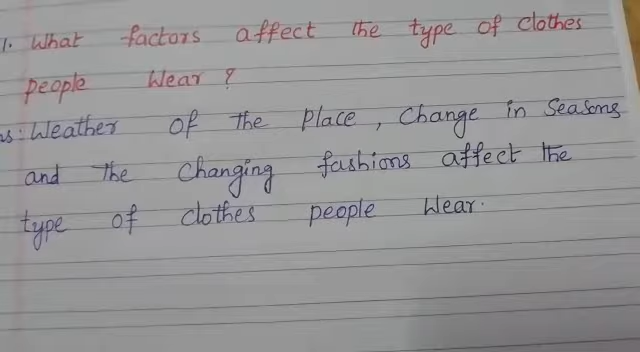 1. What factors affect the type of clothes
people Wear ?
as: Weather of the place, Change in Seasons
and the Changing fashions affect the
type of clothes people Wear.